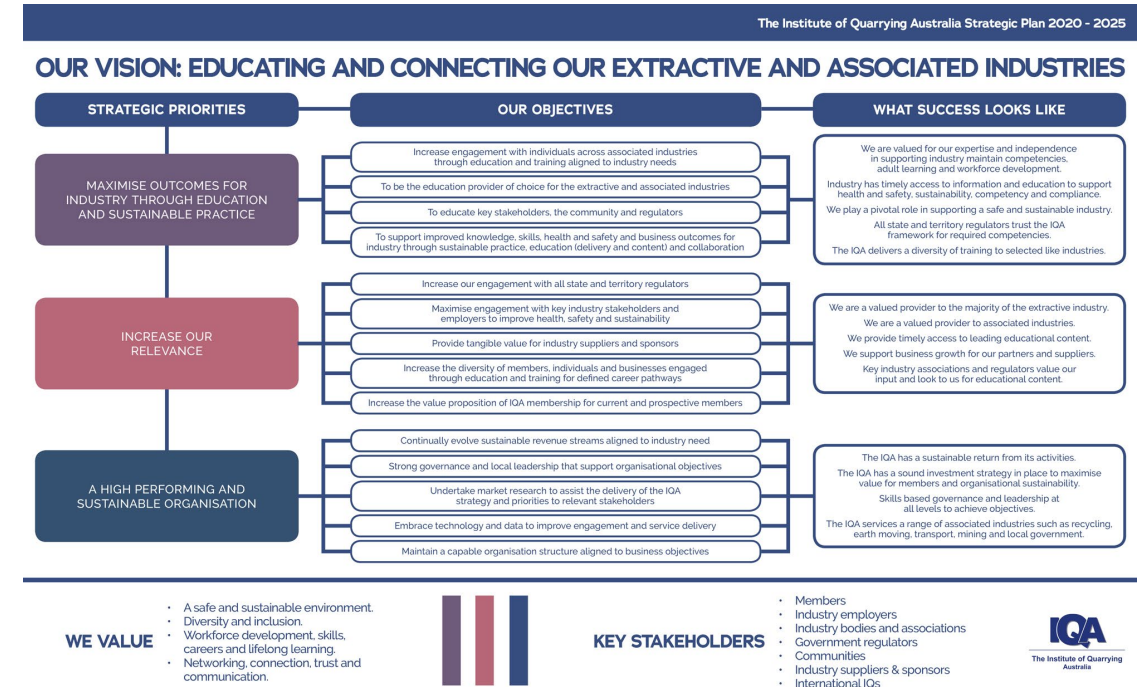 The Institute of Quarrying Australia Strategic Plan 2020 - 2025
OUR VISION: EDUCATING AND CONNECTING OUR EXTRACTIVE AND ASSOCIATED INDUSTRIES
STRATEGIC PRIORITIES
OUR OBJECTIVES
WHAT SUCCESS LOOKS LIKE
MAXIMISE OUTCOMES FOR
INDUSTRY THROUGH EDUCATION
AND SUSTAINABLE PRACTICE
Increase engagement with individuals across associated industries
through education and training aligned to industry needs
To be the education provider of choice for the extractive and associated industries
To educate key stakeholders, the community and regulators
To support improved knowledge, skills, health and safety and business outcomes for
industry through sustainable practice, education (delivery and content) and collaboration
We are valued for our expertise and independence
in supporting industry maintain competencies,
adult learning and workforce development.
Industry has timely access to information and education to support
health and safety, sustainability, competency and compliance.
We play a pivotal role in supporting a safe and sustainable industry.
All state and territory regulators trust the IQA
framework for required competencies.
The IQA delivers a diversity of training to selected like industries.
INCREASE OUR
RELEVANCE
Increase our engagement with all state and territory regulators
Maximise engagement with key industry stakeholders and
employers to improve health, safety and sustainability
Provide tangible value for industry suppliers and sponsors
Increase the diversity of members, individuals and businesses engaged
through education and training for defined career pathways
Increase the value proposition of IQA membership for current and prospective members
We are a valued provider to the majority of the extractive industry.
We are a valued provider to associated industries.
We provide timely access to leading educational content.
We support business growth for our partners and suppliers.
Key industry associations and regulators value our
input and look to us for educational content.
A HIGH PERFORMING AND
SUSTAINABLE ORGANISATION
Continually evolve sustainable revenue streams aligned to industry need
Strong governance and local leadership that support organisational objectives
Undertake market research to assist the delivery of the IQA
strategy and priorities to relevant stakeholders
Embrace technology and data to improve engagement and service delivery
Maintain a capable organisation structure aligned to business objectives
The IQA has a sustainable return from its activities.
The IQA has a sound investment strategy in place to maximise
value for members and organisational sustainability.
Skills based governance and leadership at
all levels to achieve objectives.
The IQA services a range of associated industries such as recycling,
earth moving, transport, mining and local government.
WE VALUE
• A safe and sustainable environment.
• Diversity and inclusion.
• Workforce development, skills,
careers and lifelong learning.
• Networking, connection, trust and
communication.
KEY STAKEHOLDERS
• Members
• Industry employers
• Industry bodies and associations
• Government regulators
• Communities
• Industry suppliers & sponsors
• International IQs
IQA
The Institute of Quarrying
Australia